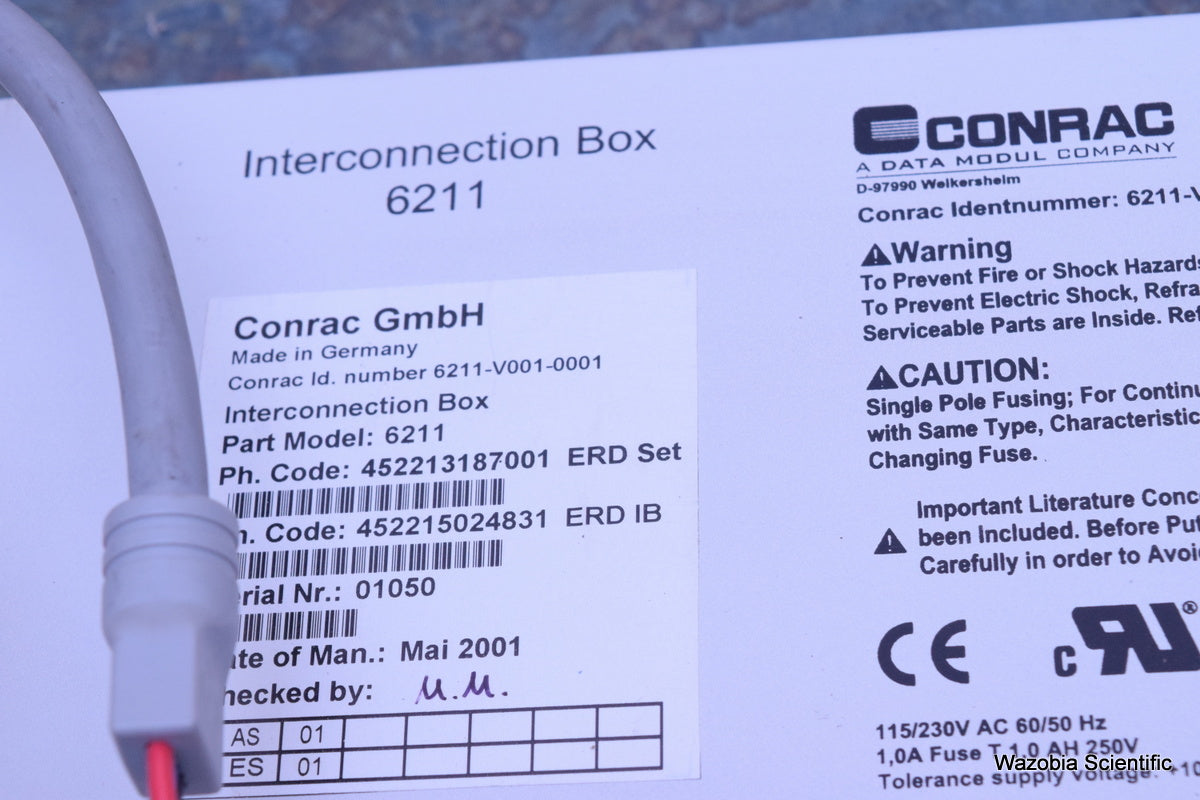 Interconnection Box
6211
Conrac GmbH
Made in Germany
Conrac Id. number 6211-V001-0001
Interconnection Box
Part Model: 6211
Ph. Code: 452213187001 ERD Set
h. Code: 452215024831 ERD IB
rial Nr.: 01050
te of Man.: Mai 2001
hecked by: M.M.
AS 01
ES 01
CONRAC
A DATA MODUL COMPANY
D-97990 Weikersheim
Conrac Identnummer: 6211-V
Warning
To Prevent Fire or Shock Hazards
To Prevent Electric Shock, Refra
Serviceable Parts are Inside. Ref
CAUTION:
Single Pole Fusing; For Continu
with Same Type, Characteristic
Changing Fuse.
Important Literature Conc
been Included. Before Put
Carefully in order to Avoi
CE
c RU ®
115/230V AC 60/50 Hz
1,0A Fuse T 1,0 AH 250V
Tolerance supply voltage: +10
Wazobia Scientific